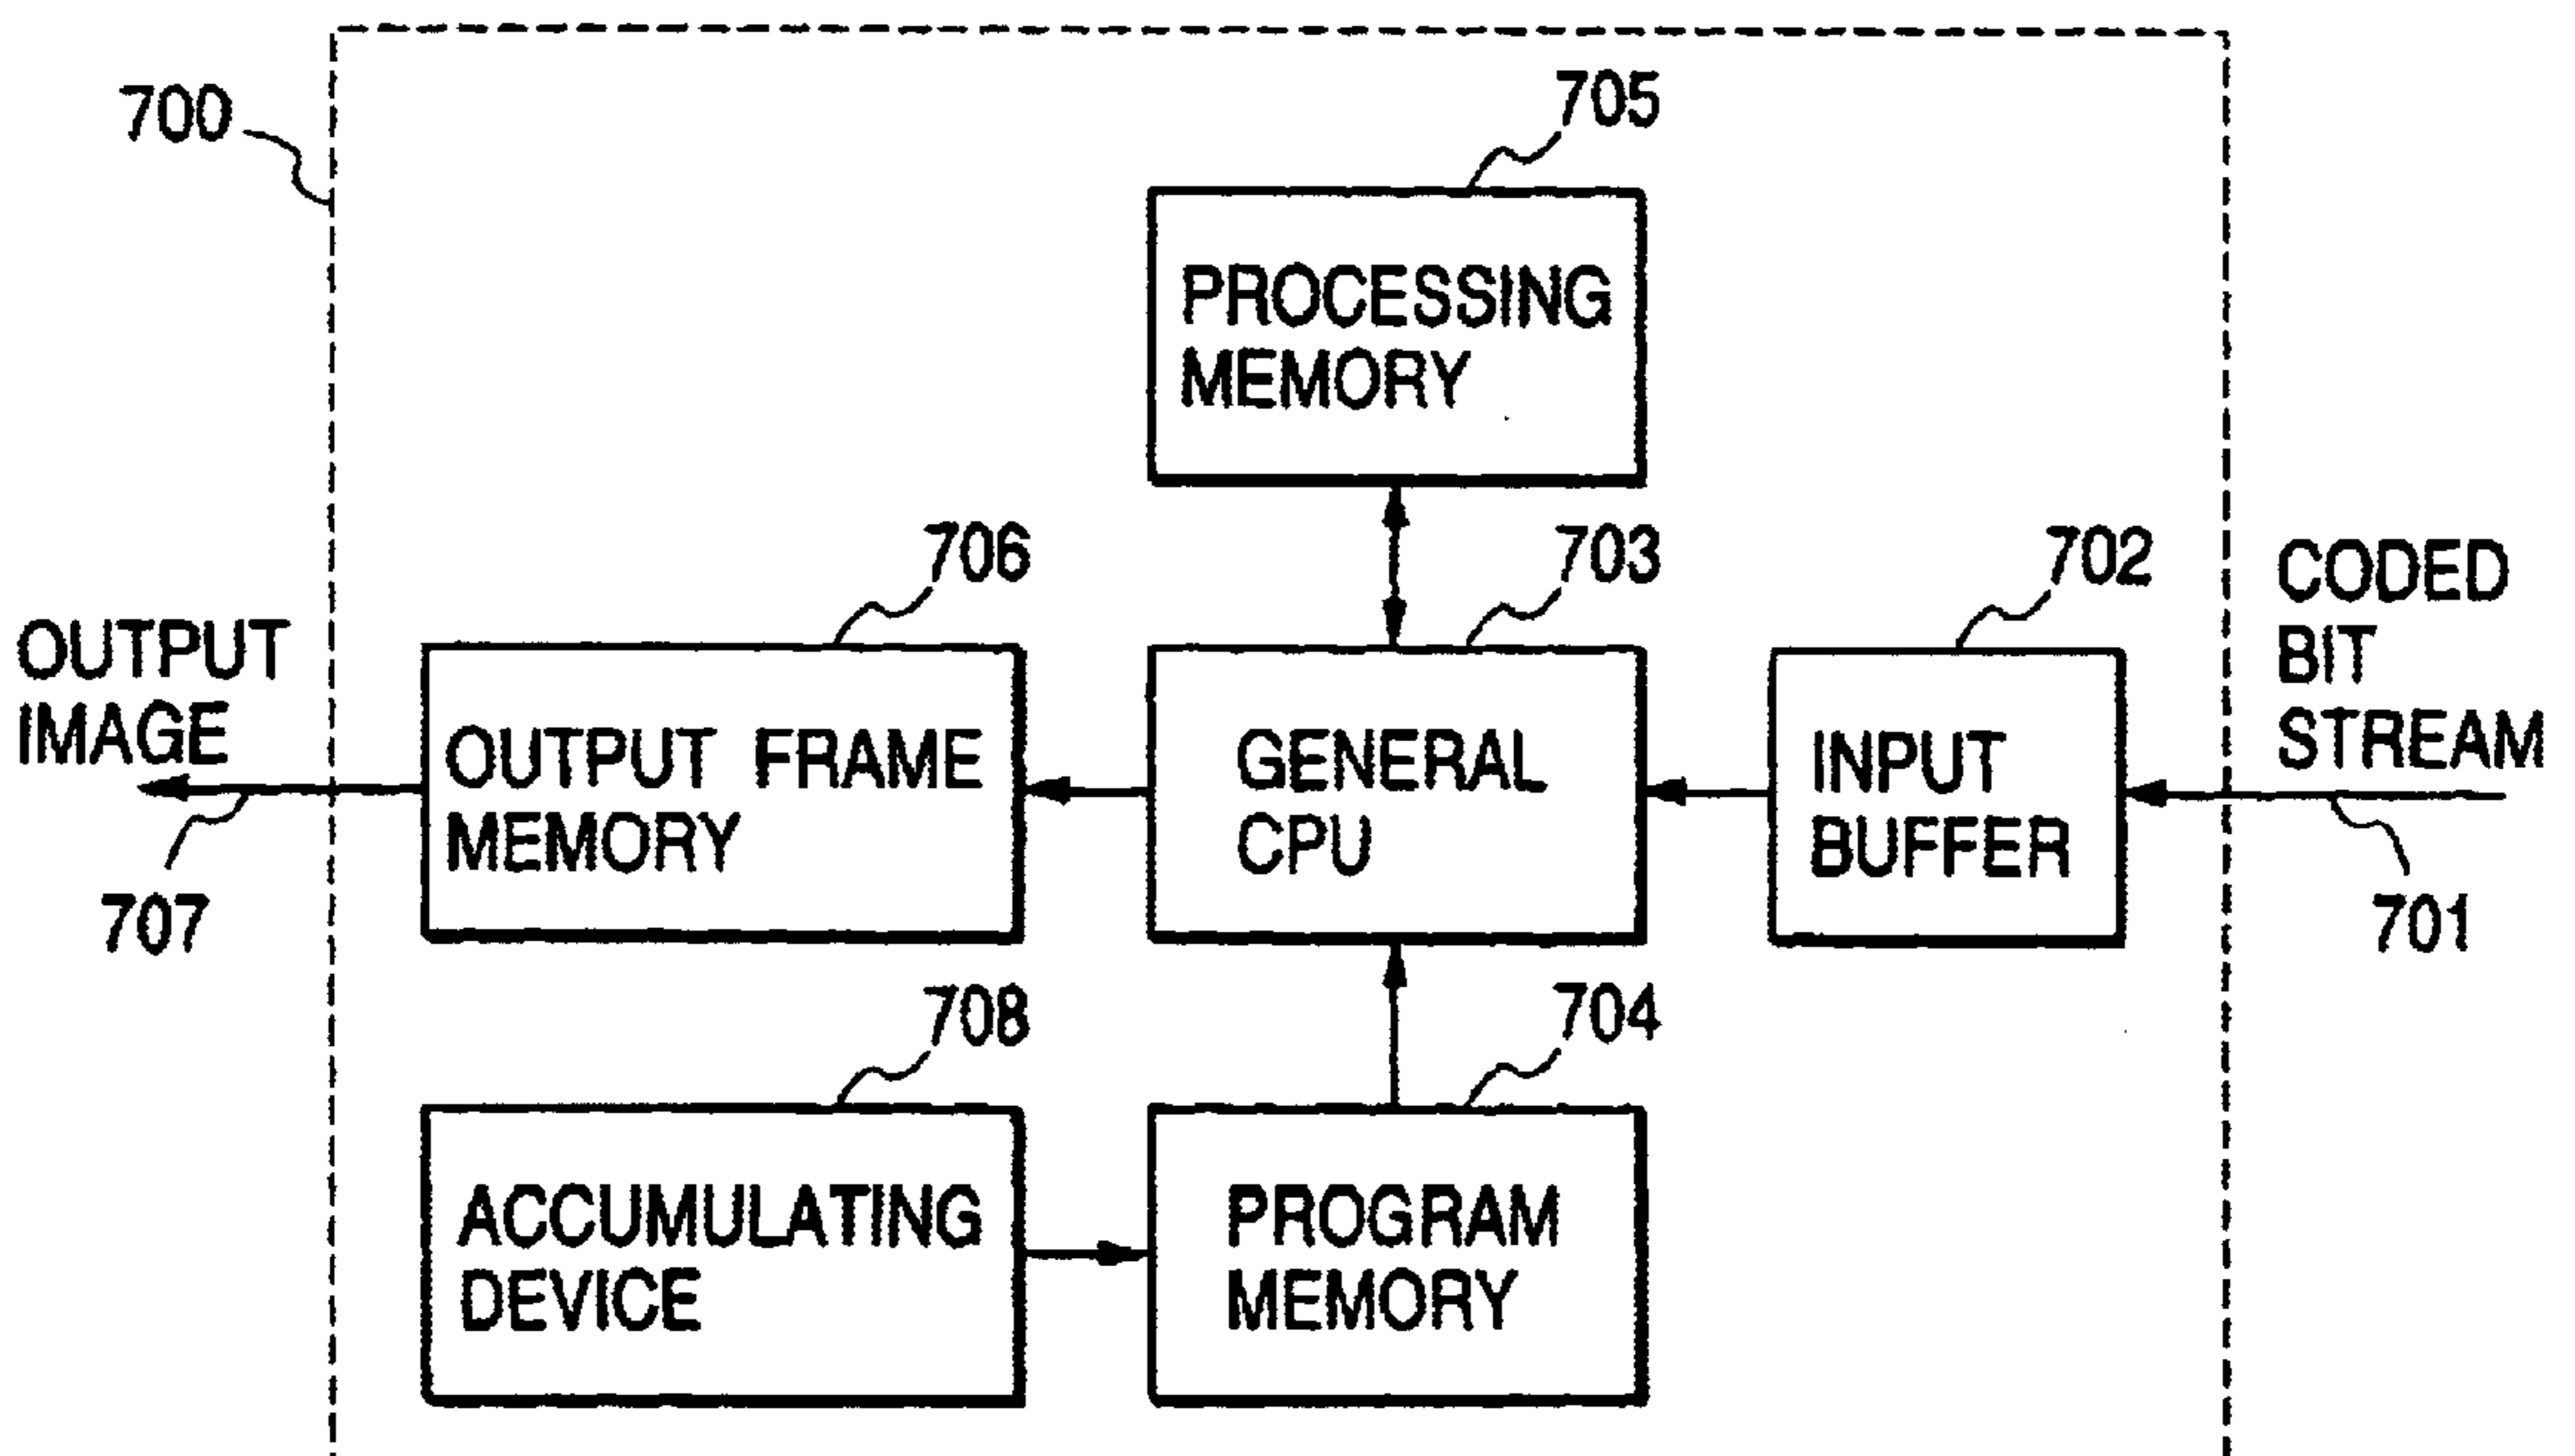 700
705
PROCESSING
MEMORY
706
703
702
OUTPUT
IMAGE
CODED
BIT
STREAM
OUTPUT FRAME
MEMORY
GENERAL
CPU
INPUT
BUFFER
707
701
708
704
ACCUMULATING
DEVICE
PROGRAM
MEMORY